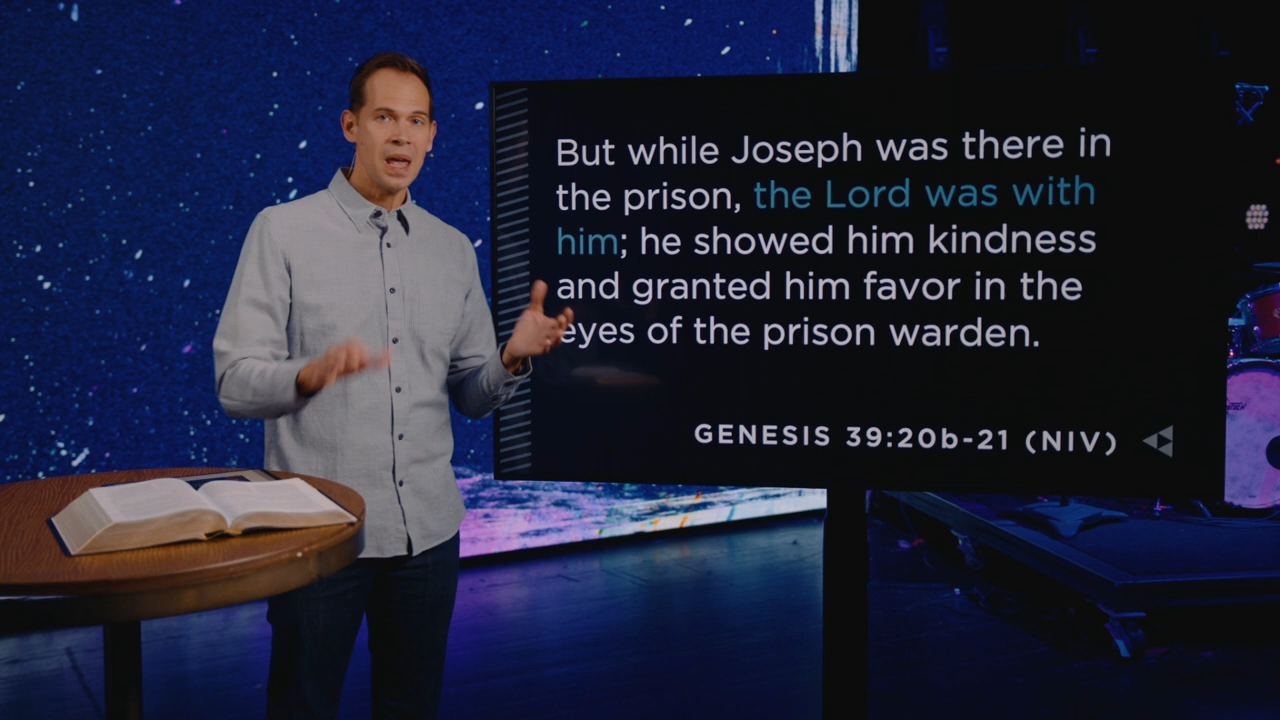 But while Joseph was there in
the prison, the Lord was with
him; he showed him kindness
and granted him favor in the
eyes of the prison warden.
GENESIS 39:20b-21 (NIV)